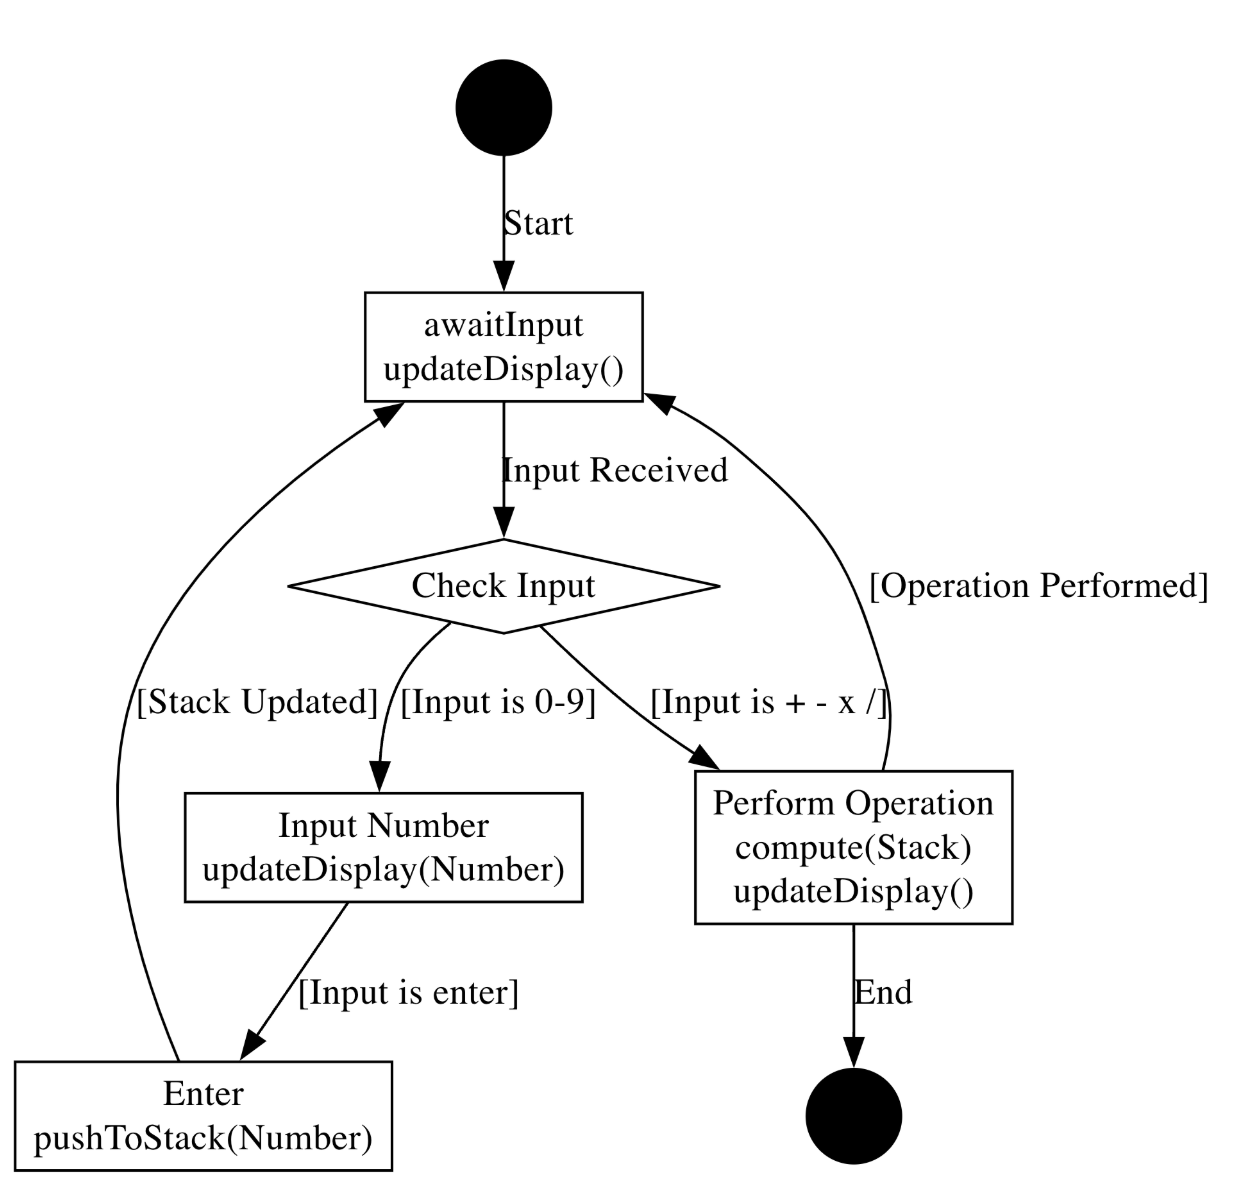 Start
awaitInput
updateDisplay()
Input Received
Check Input
[Operation Performed]
[Stack Updated]
[Input is 0-9]
[Input is + - x /]
Input Number
updateDisplay(Number)
Perform Operation
compute(Stack)
updateDisplay()
[Input is enter]
End
Enter
pushToStack(Number)